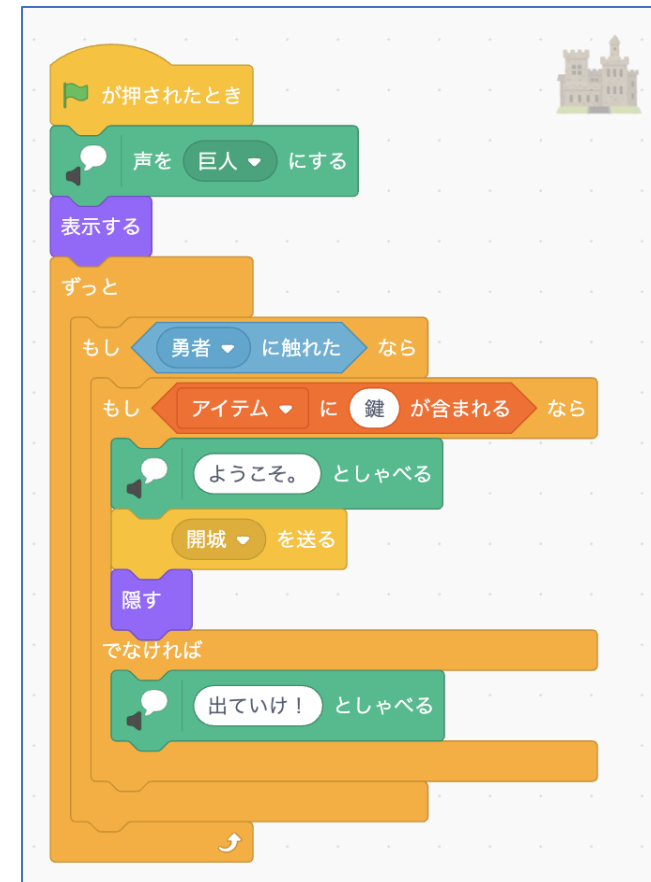 が押されたとき
声を 巨人 にする
表示する
ずっと
もし 勇者 に触れた なら
もし アイテム に 鍵 が含まれる なら
ようこそ。 としゃべる
開城 を送る
隠す
でなければ
出ていけ！ としゃべる